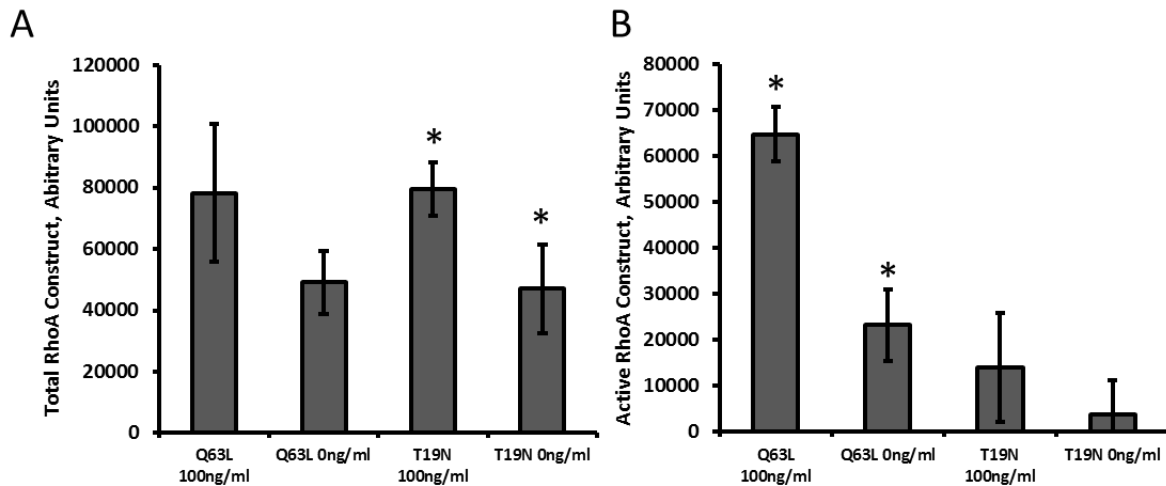 A
Total RhoA Construct, Abitrary Units
120000
100000
80000
60000
40000
20000
0
*
*
Q63L
100ng/ml
Q63L 0ng/ml
T19N
100ng/ml
T19N 0ng/ml
B
Active RhoA Construct, Arbitrary Units
80000
70000
60000
50000
40000
30000
20000
10000
0
*
*
Q63L
100ng/ml
Q63L 0ng/ml
T19N
100ng/ml
T19N 0ng/ml